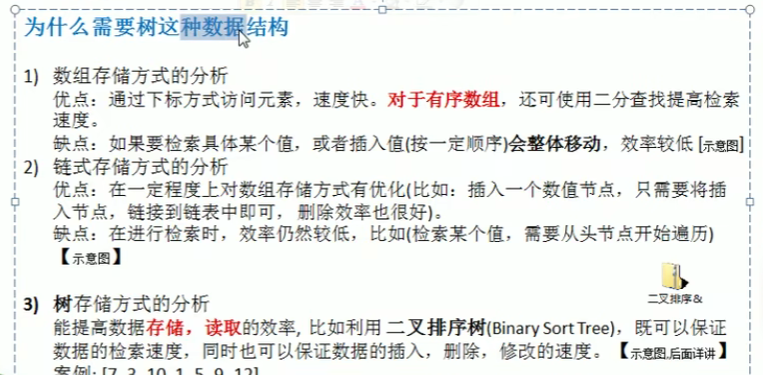 为什么需要树这种数据结构
1) 数组存储方式的分析
优点：通过下标方式访问元素，速度快。对于有序数组，还可使用二分查找提高检索
速度。
缺点：如果要检索具体某个值，或者插入值(按一定顺序)会整体移动，效率较低 [示意图]
2) 链式存储方式的分析
优点：在一定程度上对数组存储方式有优化(比如：插入一个数值节点，只需要将插
入节点，链接到链表中即可， 删除效率也很好)。
缺点：在进行检索时，效率仍然较低，比如(检索某个值，需要从头节点开始遍历)
【示意图】
二叉排序&
3) 树存储方式的分析
能提高数据存储，读取的效率, 比如利用 二叉排序树(Binary Sort Tree)，既可以保证
数据的检索速度，同时也可以保证数据的插入，删除，修改的速度。【示意图,后面详讲】
案例: [7, 3, 10, 1, 5, 9, 12]